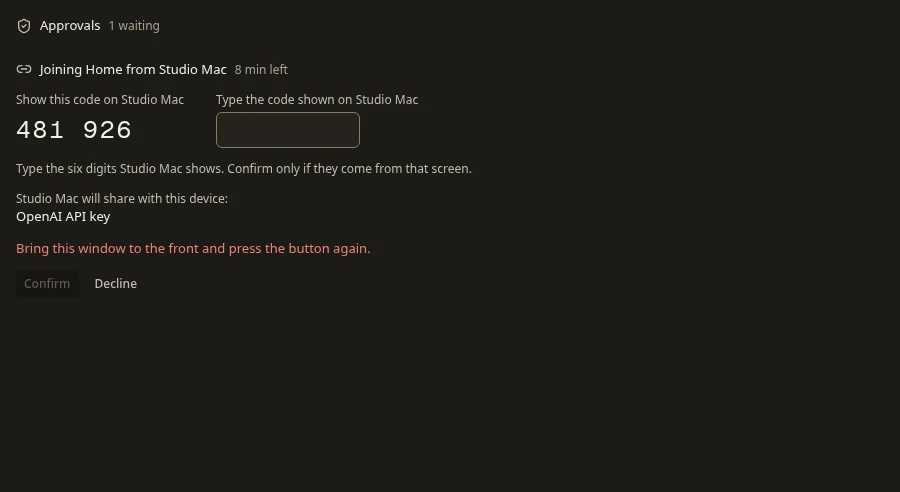 Approvals 1 waiting
Joining Home from Studio Mac 8 min left
Show this code on Studio Mac
481 926
Type the code shown on Studio Mac
Type the six digits Studio Mac shows. Confirm only if they come from that screen.
Studio Mac will share with this device:
OpenAI API key
Bring this window to the front and press the button again.
Confirm Decline